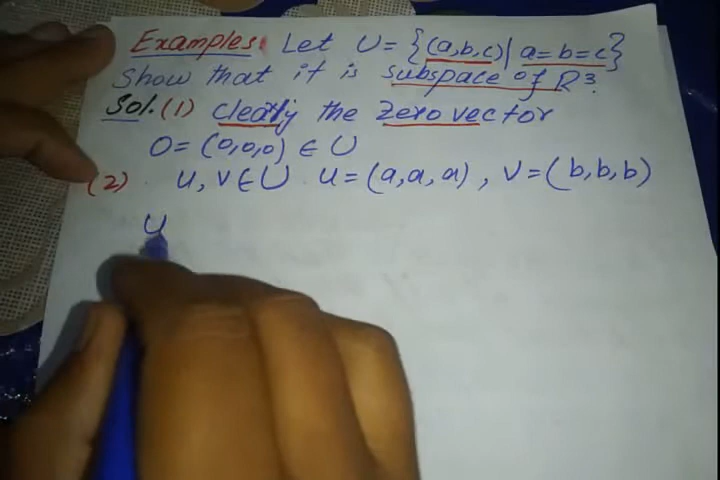 Examples: Let U = {(a,b,c) | a=b=c}
Show that it is subspace of R³.
Sol. (1) Clearly the zero vector
0 = (0,0,0) ∈ U
(2) u, v ∈ U u = (a, a, a), v = (b, b, b)
u